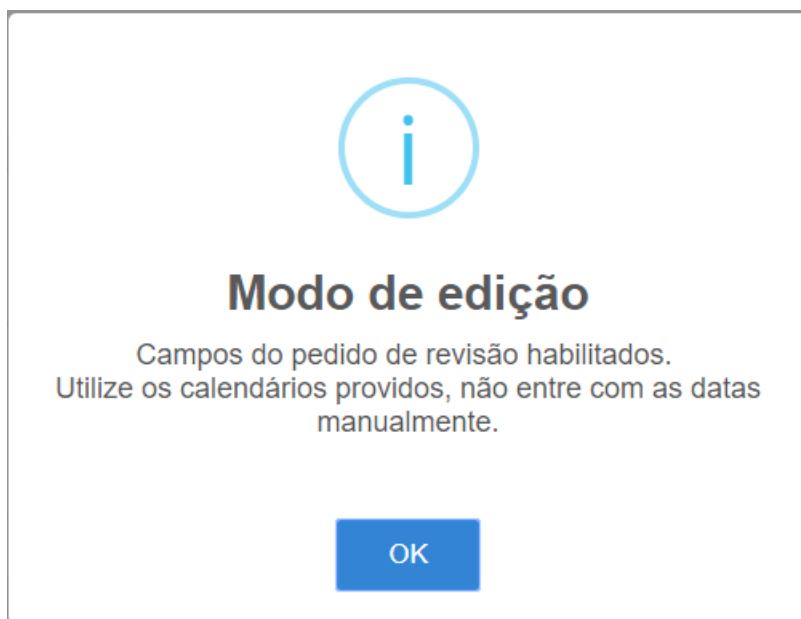 Modo de edição
Campos do pedido de revisão habilitados.
Utilize os calendários providos, não entre com as datas
manualmente.
OK